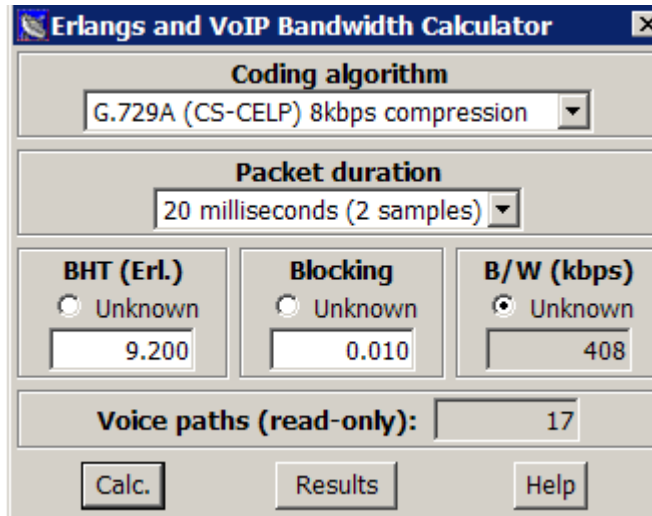 Erlangs and VoIP Bandwidth Calculator
Coding algorithm
G.729A (CS-CELP) 8kbps compression
Packet duration
20 milliseconds (2 samples)
BHT (Erl.) Blocking B/W (kbps)
Unknown Unknown Unknown
9.200 0.010 408
Voice paths (read-only): 17
Calc. Results Help